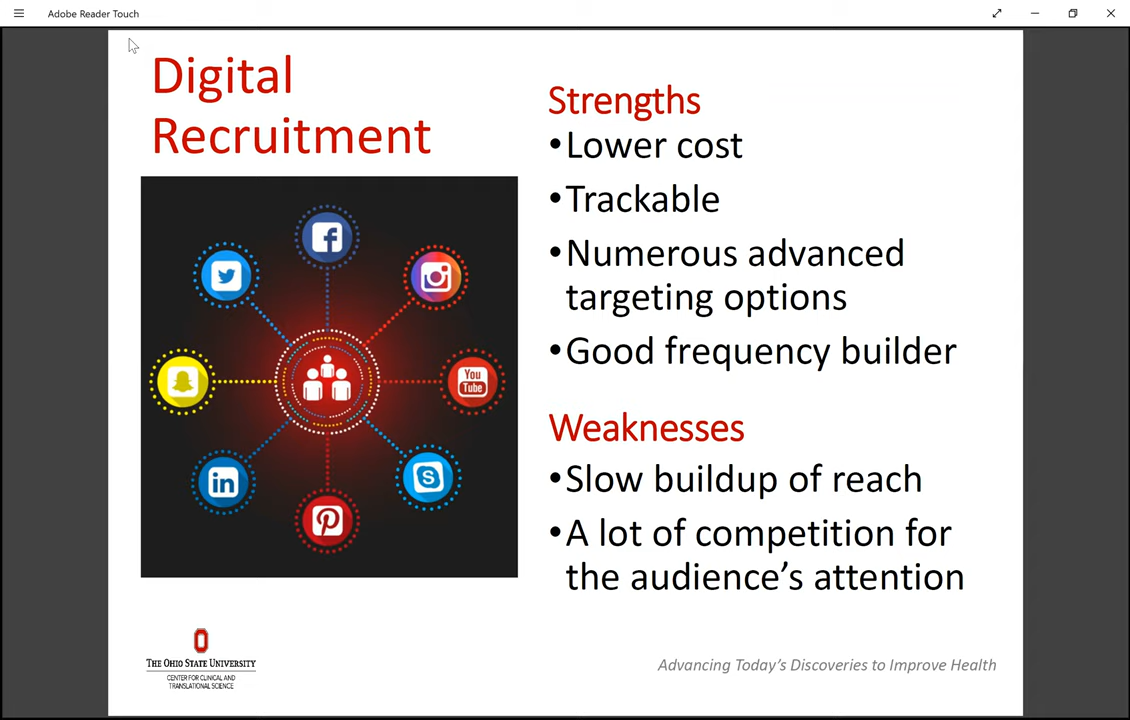 Adobe Reader Touch
Digital
Recruitment
Strengths
•Lower cost
•Trackable
•Numerous advanced
targeting options
•Good frequency builder
Weaknesses
•Slow buildup of reach
•A lot of competition for
the audience’s attention
You
Tube
in
THE OHIO STATE UNIVERSITY
CENTER FOR CLINICAL AND
TRANSLATIONAL SCIENCE
Advancing Today’s Discoveries to Improve Health